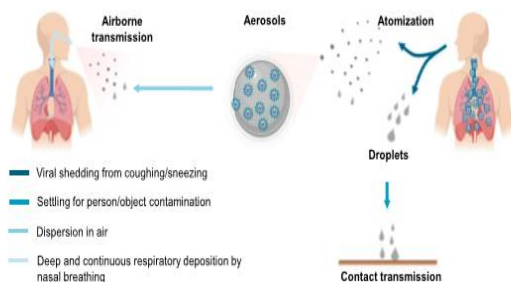 Airborne
transmission
Aerosols
Atomization
Droplets
Viral shedding from coughing/sneezing
Settling for person/object contamination
Dispersion in air
Deep and continuous respiratory deposition by
nasal breathing
Contact transmission